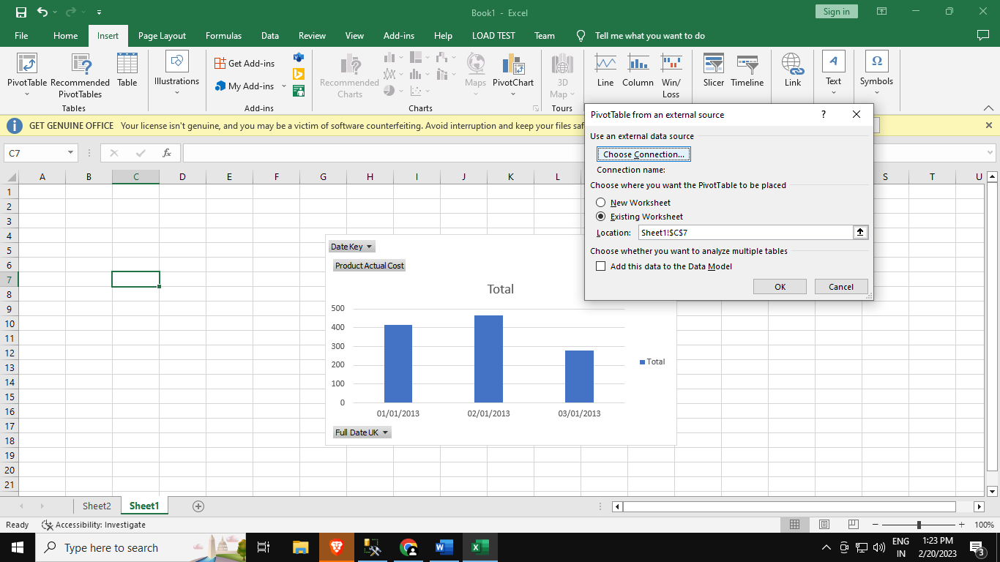 Book1 - Excel
Sign in
File Home Insert Page Layout Formulas Data Review View Add-ins Help LOAD TEST Team Tell me what you want to do
PivotTable
Recommended PivotTables
Table
Tables
Illustrations
Get Add-ins
My Add-ins
Add-ins
Recommended Charts
Maps
PivotChart
Charts
3D Map
Tours
Line
Column
Win/ Loss
Slicer
Timeline
Link
Text
Symbols
GET GENUINE OFFICE Your license isn't genuine, and you may be a victim of software counterfeiting. Avoid interruption and keep your files saf
C7
fx
A B C D E F G H I J K L S T U
1
2
3
4
5
6
7
8
9
10
11
12
13
14
15
16
17
18
19
20
21
PivotTable from an external source ?
Use an external data source
Choose Connection...
Connection name:
Choose where you want the PivotTable to be placed
New Worksheet
Existing Worksheet
Location: Sheet1!$C$7
Choose whether you want to analyze multiple tables
Add this data to the Data Model
OK Cancel
DateKey
Product Actual Cost
Total
500
400
300
200
100
0
01/01/2013 02/01/2013 03/01/2013
Total
Full DateUK
Sheet2 Sheet1
Ready Accessibility: Investigate 100%
Type here to search
ENG
IN
1:23 PM
2/20/2023
3